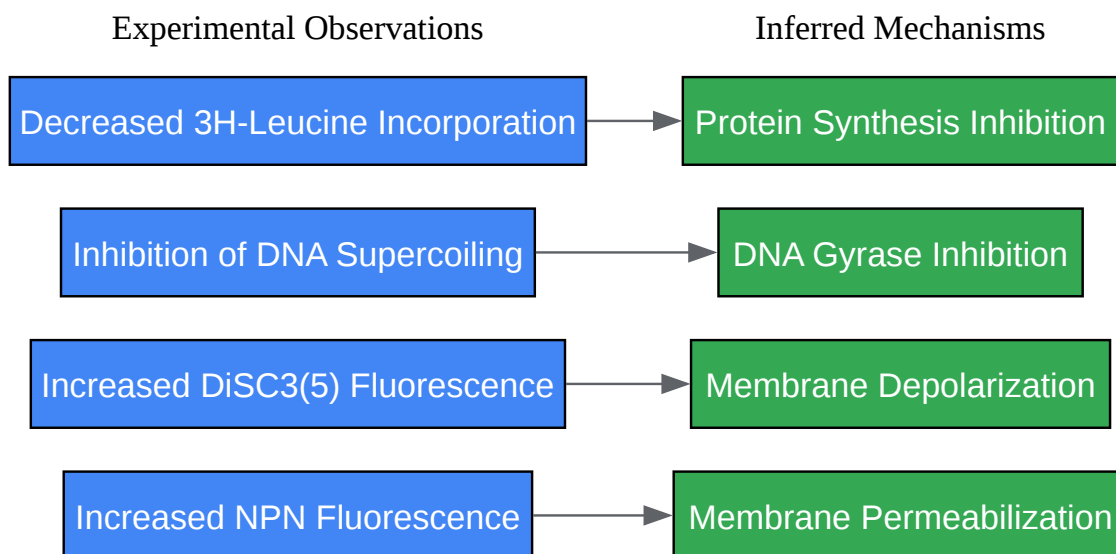 Experimental Observations
Inferred Mechanisms
Decreased 3H-Leucine Incorporation
Protein Synthesis Inhibition
Inhibition of DNA Supercoiling
DNA Gyrase Inhibition
Increased DiSC3(5) Fluorescence
Membrane Depolarization
Increased NPN Fluorescence
Membrane Permeabilization